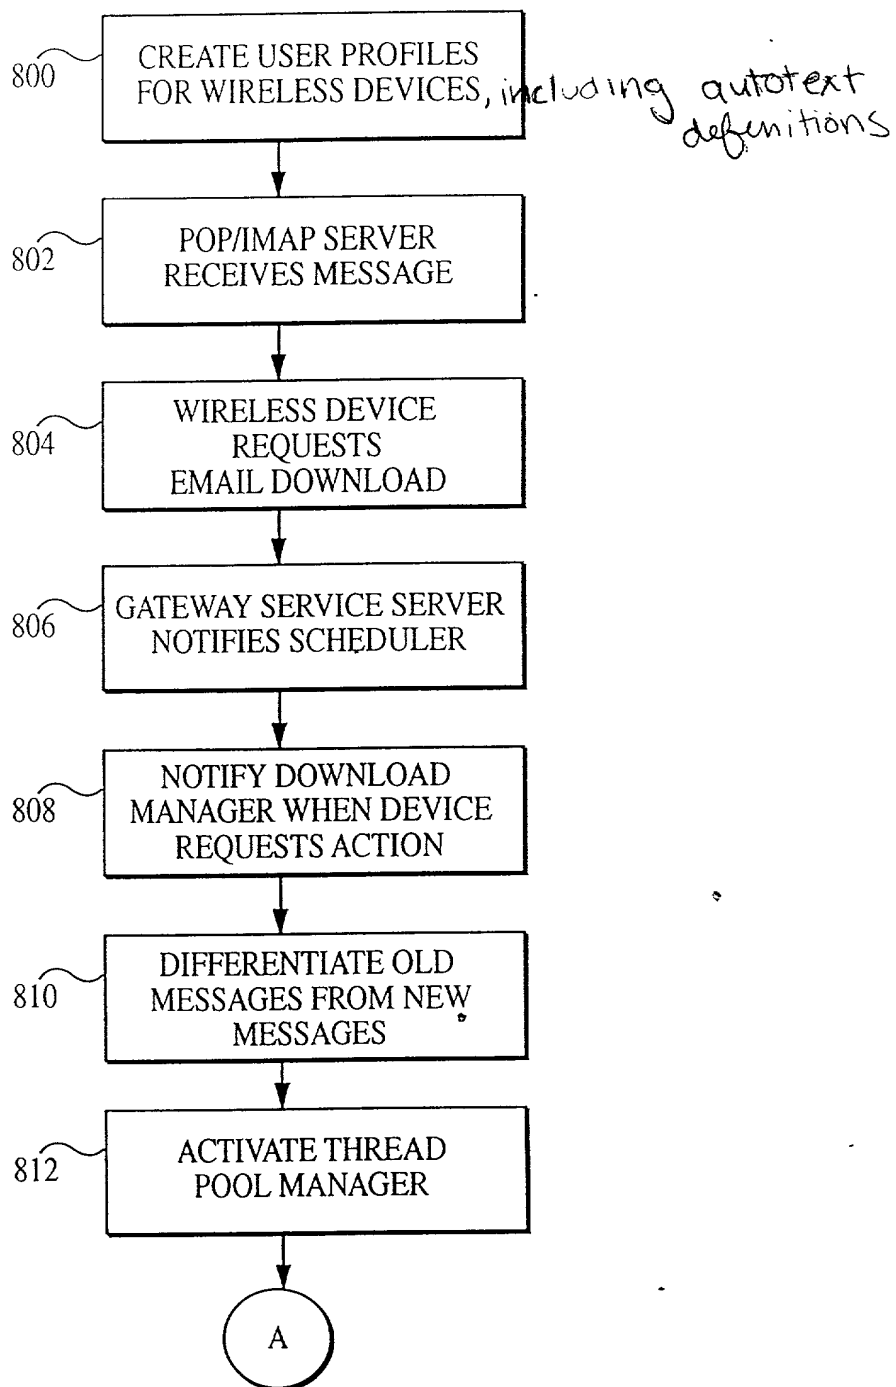 800
CREATE USER PROFILES
FOR WIRELESS DEVICES, including autotext
defenitions
802
POP/IMAP SERVER
RECEIVES MESSAGE
804
WIRELESS DEVICE
REQUESTS
EMAIL DOWNLOAD
806
GATEWAY SERVICE SERVER
NOTIFIES SCHEDULER
808
NOTIFY DOWNLOAD
MANAGER WHEN DEVICE
REQUESTS ACTION
810
DIFFERENTIATE OLD
MESSAGES FROM NEW
MESSAGES
812
ACTIVATE THREAD
POOL MANAGER
A